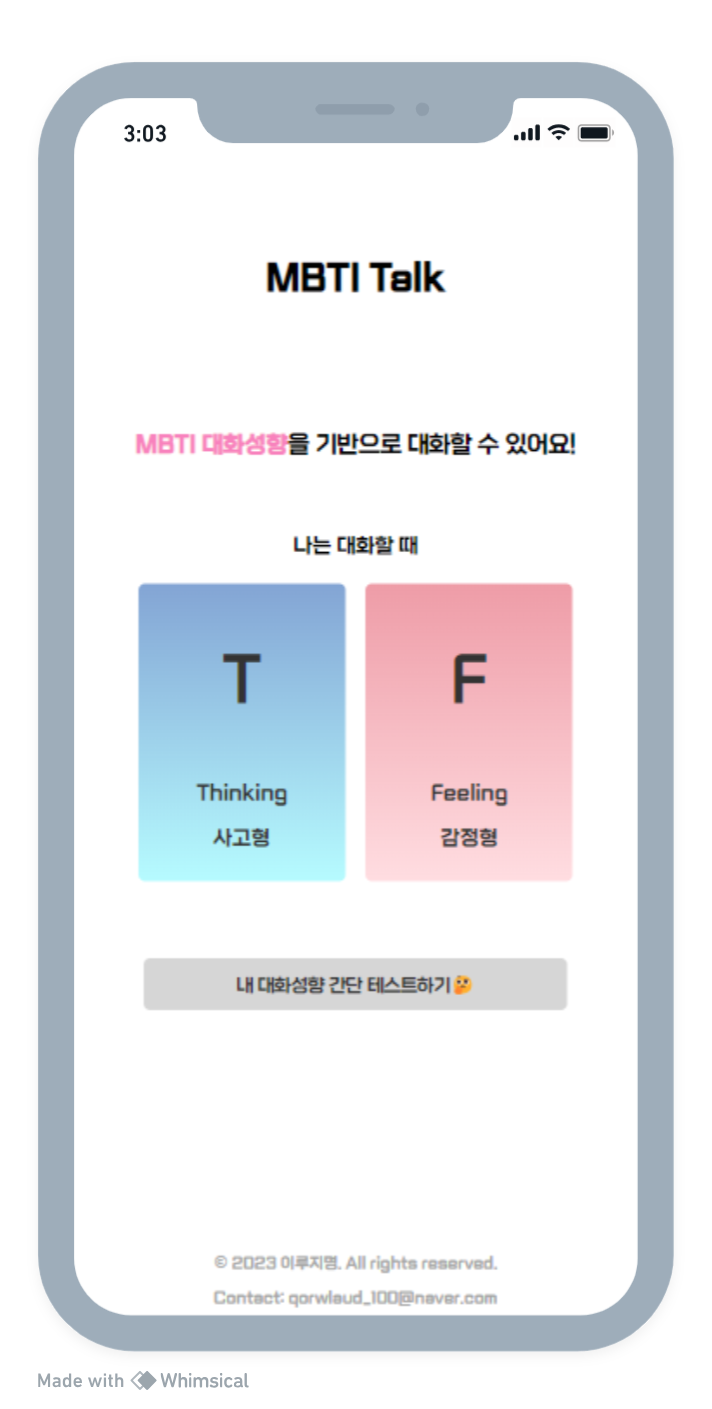 3:03
MBTI Talk
MBTI 대화성향을 기반으로 대화할 수 있어요!
나는 대화할 때
T
F
Thinking
Feeling
사고형
감정형
내 대화성향 간단 테스트하기🤔
© 2023 이루지명. All rights reserved.
Contact: qorwlaud_100@naver.com
Made with Whimsical